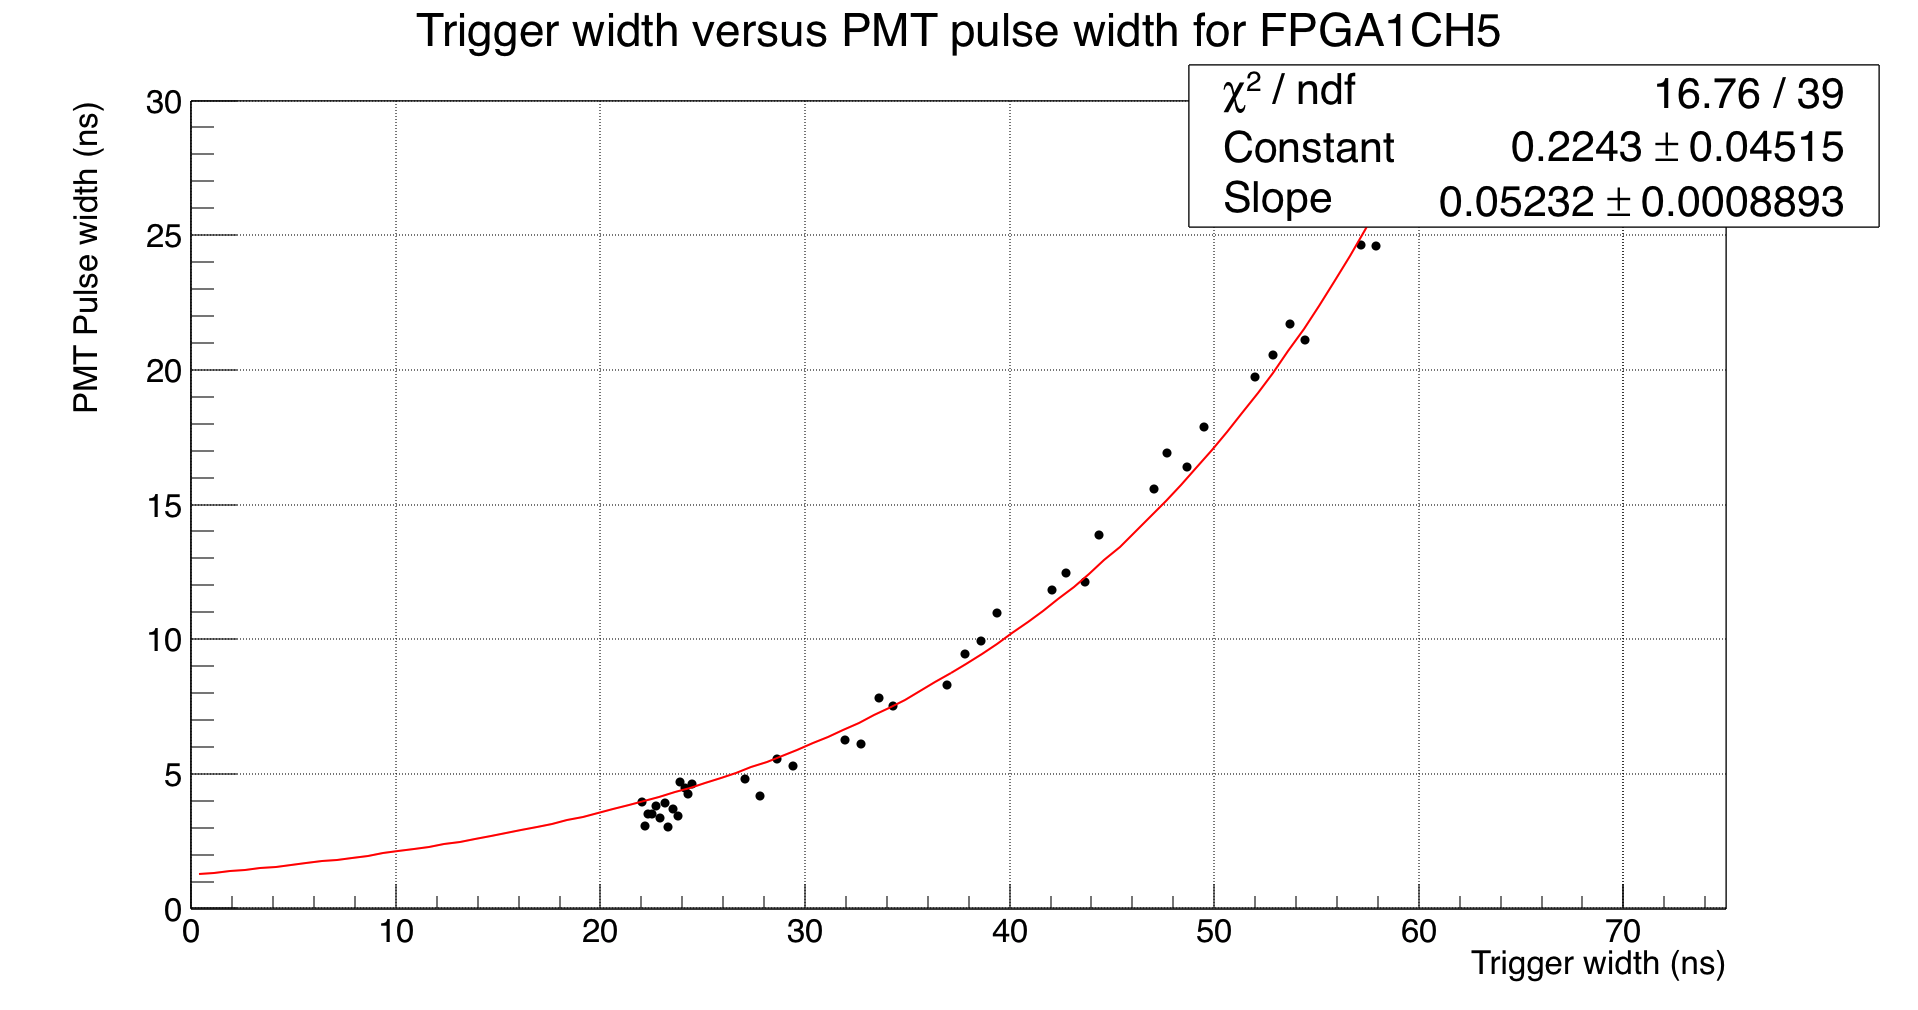 Trigger width versus PMT pulse width for FPGA1CH5
χ² / ndf 16.76 / 39
Constant 0.2243 ± 0.04515
Slope 0.05232 ± 0.0008893
PMT Pulse width (ns)
30
25
20
15
10
5
0
0 10 20 30 40 50 60 70
Trigger width (ns)